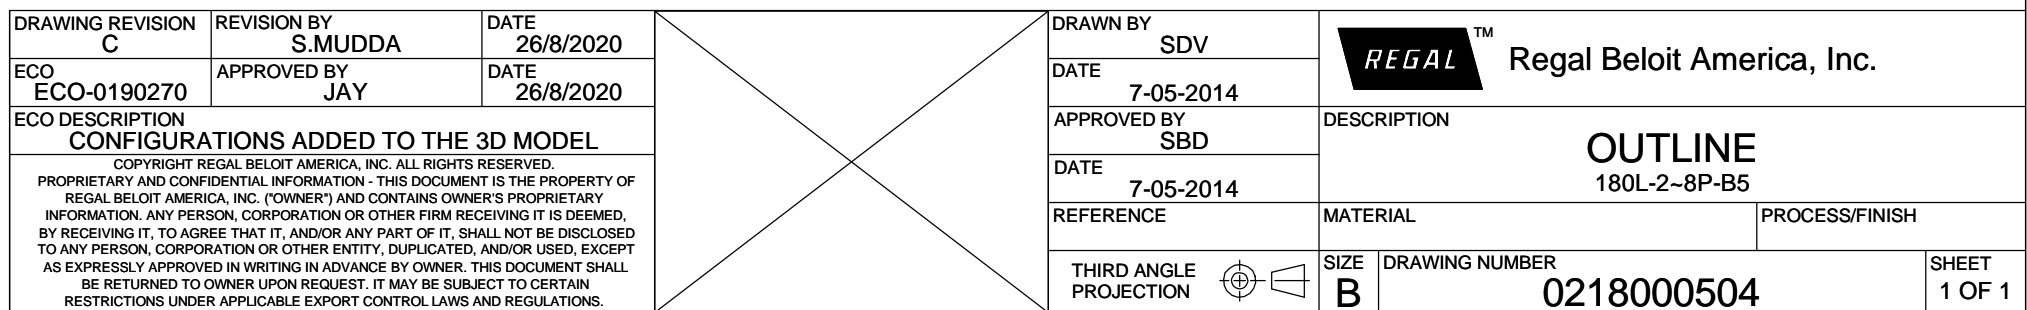 DRAWING REVISION
C
REVISION BY
S.MUDDA
DATE
26/8/2020
ECO
ECO-0190270
APPROVED BY
JAY
DATE
26/8/2020
ECO DESCRIPTION
CONFIGURATIONS ADDED TO THE 3D MODEL
COPYRIGHT REGAL BELOIT AMERICA, INC. ALL RIGHTS RESERVED.
PROPRIETARY AND CONFIDENTIAL INFORMATION - THIS DOCUMENT IS THE PROPERTY OF
REGAL BELOIT AMERICA, INC. ("OWNER") AND CONTAINS OWNER'S PROPRIETARY
INFORMATION. ANY PERSON, CORPORATION OR OTHER FIRM RECEIVING IT IS DEEMED,
BY RECEIVING IT, TO AGREE THAT IT, AND/OR ANY PART OF IT, SHALL NOT BE DISCLOSED
TO ANY PERSON, CORPORATION OR OTHER ENTITY, DUPLICATED, AND/OR USED, EXCEPT
AS EXPRESSLY APPROVED IN WRITING IN ADVANCE BY OWNER. THIS DOCUMENT SHALL
BE RETURNED TO OWNER UPON REQUEST. IT MAY BE SUBJECT TO CERTAIN
RESTRICTIONS UNDER APPLICABLE EXPORT CONTROL LAWS AND REGULATIONS.
DRAWN BY
SDV
DATE
7-05-2014
APPROVED BY
SBD
DATE
7-05-2014
REFERENCE
THIRD ANGLE
PROJECTION
REGAL ™ Regal Beloit America, Inc.
DESCRIPTION
OUTLINE
180L-2~8P-B5
MATERIAL
PROCESS/FINISH
SIZE
B
DRAWING NUMBER
0218000504
SHEET
1 OF 1